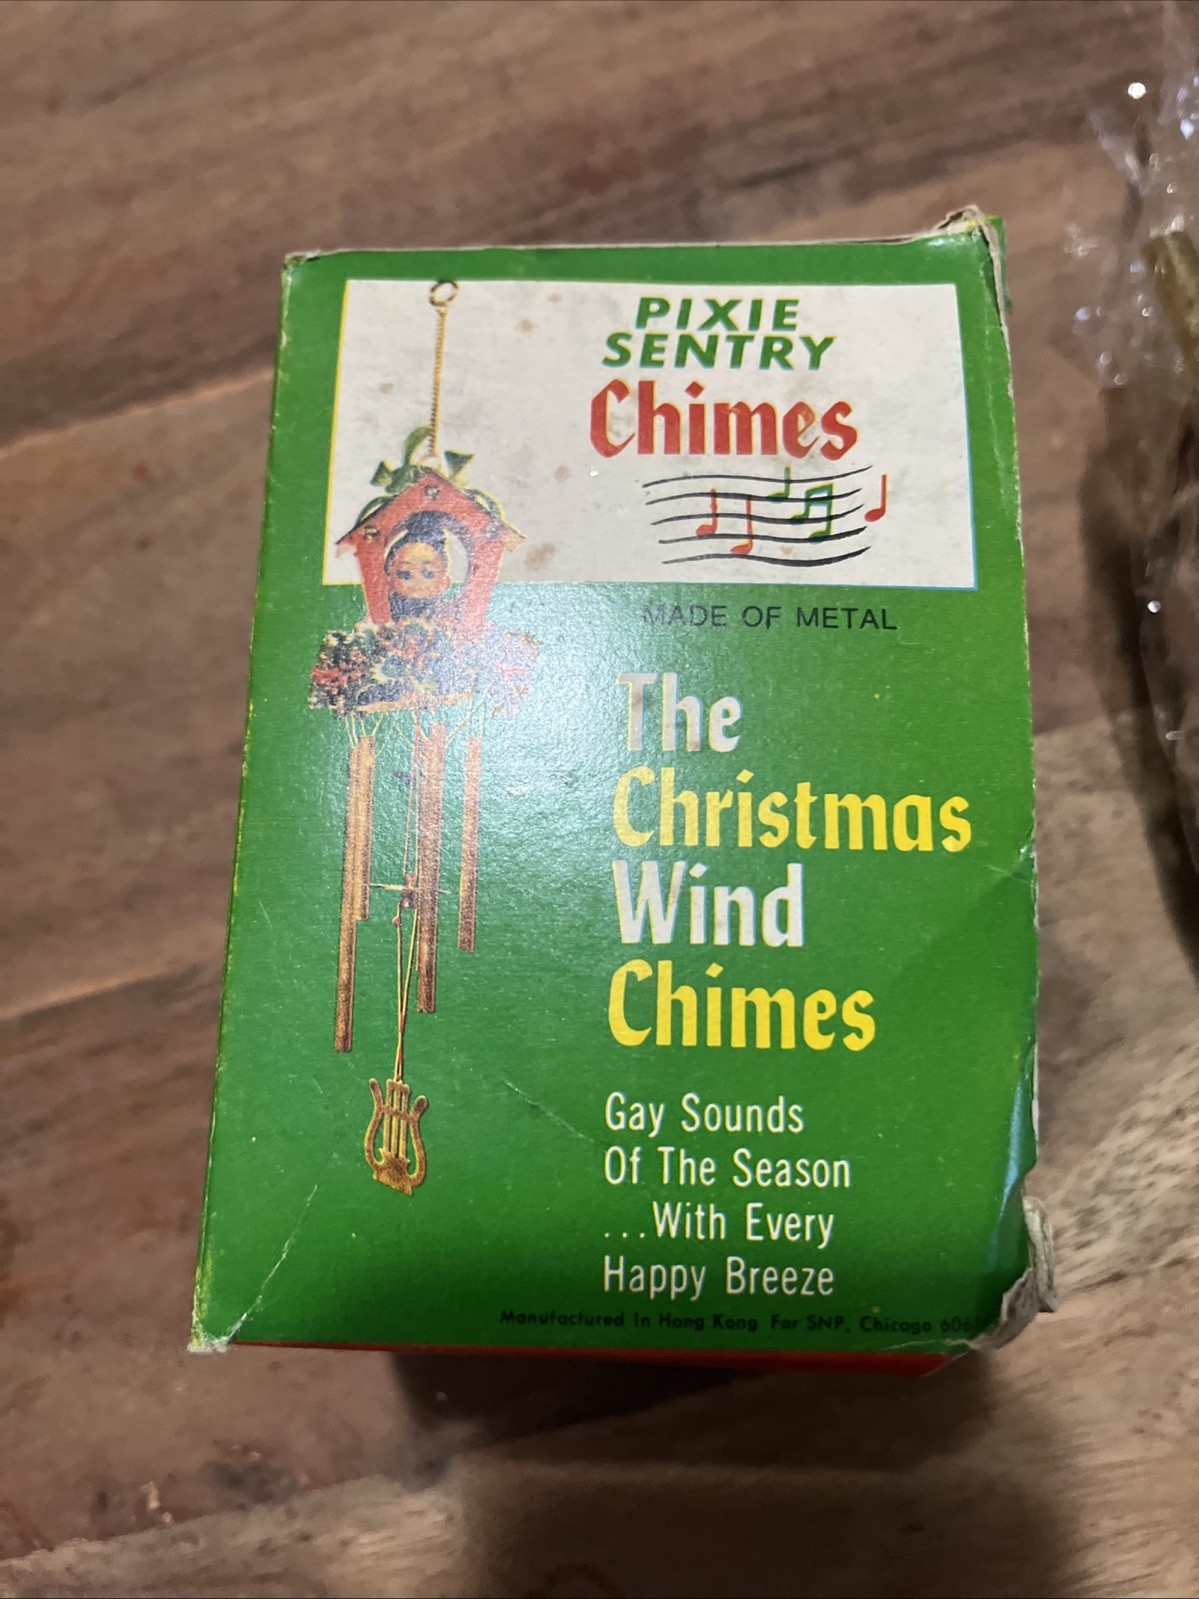 PIXIE
SENTRY
Chimes
MADE OF METAL
The
Christmas
Wind
Chimes
Gay Sounds
Of The Season
...With Every
Happy Breeze
Manufactured In Hong Kong For SNP, Chicago